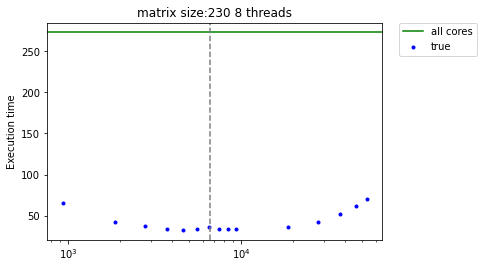 matrix size:230 8 threads
all cores
true
Execution time
250
200
150
100
50
10³
10⁴